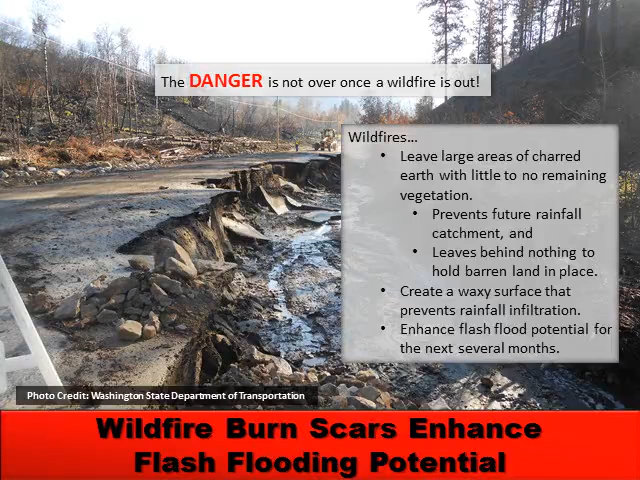 The DANGER is not over once a wildfire is out!
Wildfires...
• Leave large areas of charred
earth with little to no remaining
vegetation.
• Prevents future rainfall
catchment, and
• Leaves behind nothing to
hold barren land in place.
• Create a waxy surface that
prevents rainfall infiltration.
• Enhance flash flood potential for
the next several months.
Photo Credit: Washington State Department of Transportation
Wildfire Burn Scars Enhance
Flash Flooding Potential